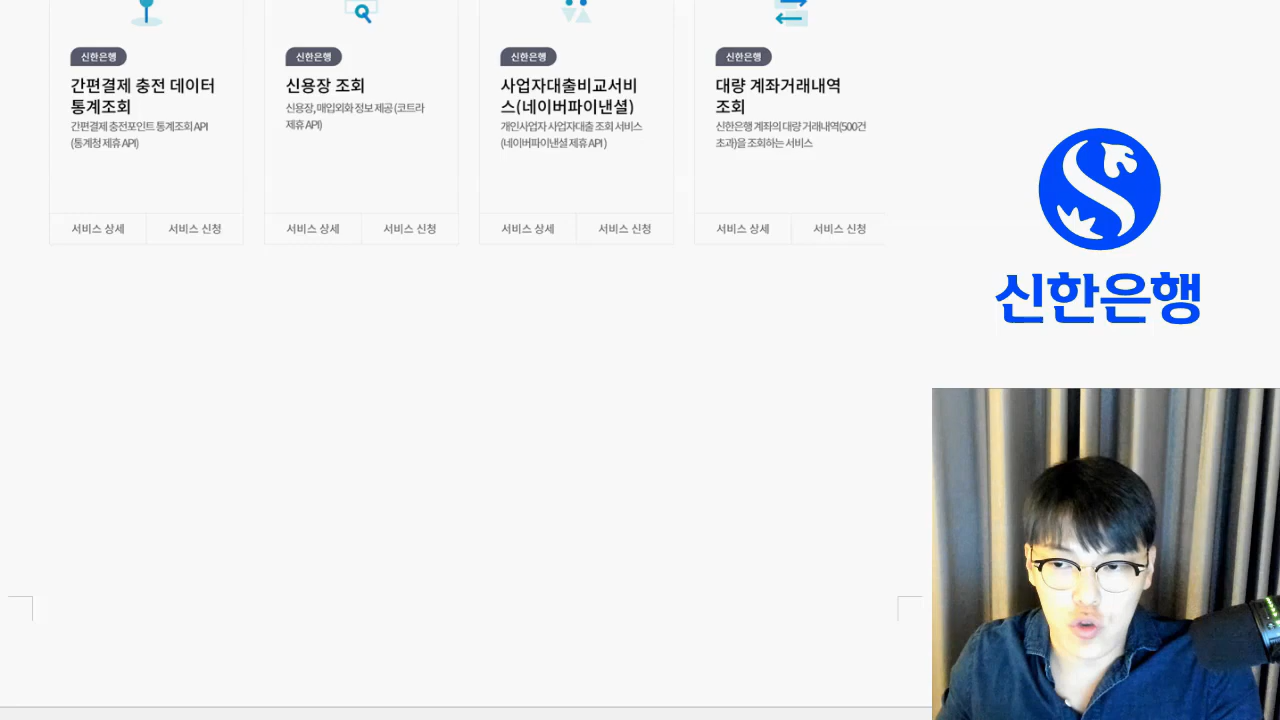 신한은행
간편결제 충전 데이터
통계조회
간편결제 충전포인트 통계조회 API
(통계청 제휴 API)
서비스 상세
서비스 신청
신한은행
신용장 조회
신용장, 매입외화 정보 제공 (코트라
제휴 API)
서비스 상세
서비스 신청
신한은행
사업자대출비교서비
스(네이버파이낸셜)
개인사업자 사업자대출 조회 서비스
(네이버파이낸셜 제휴 API )
서비스 상세
서비스 신청
신한은행
대량 계좌거래내역
조회
신한은행 계좌의 대량 거래내역(500건
초과)을 조회하는 서비스
서비스 상세
서비스 신청
신한은행